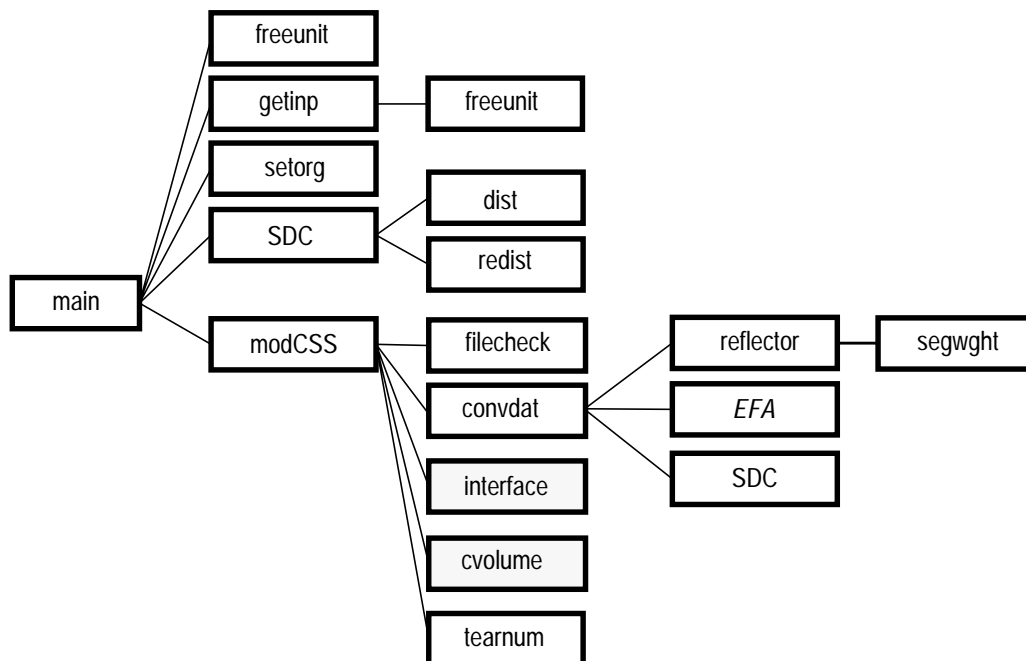 freeunit
getinp
freeunit
setorg
dist
SDC
redist
main
modCSS
filecheck
reflector
segwght
convdat
EFA
interface
SDC
cvolume
tearnum